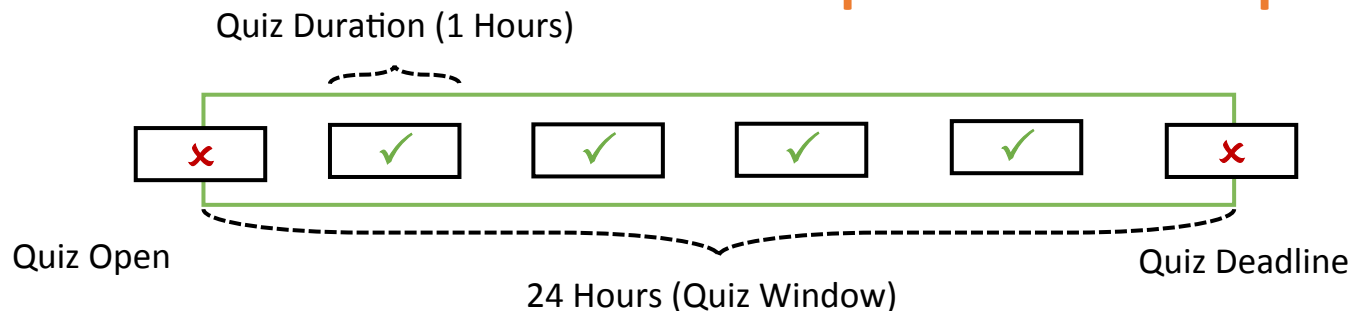 Quiz Duration (1 Hours)
Quiz Open
Quiz Deadline
24 Hours (Quiz Window)